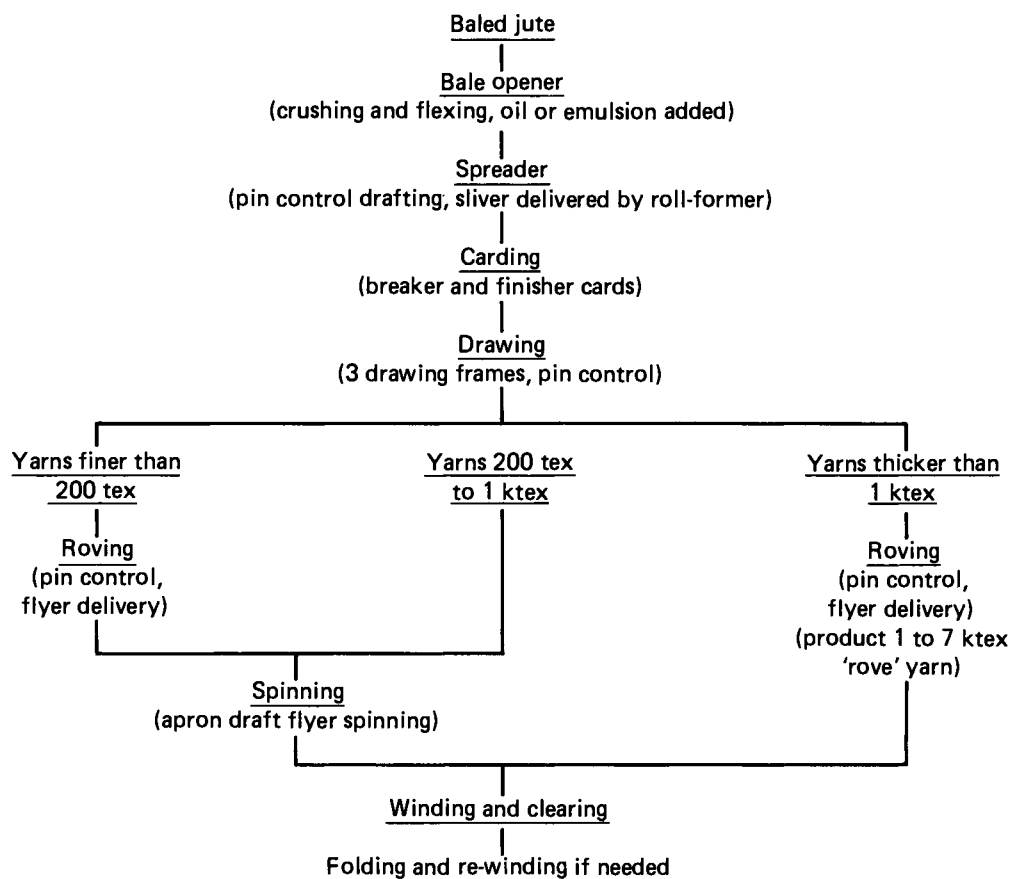 Baled jute
Bale opener
(crushing and flexing, oil or emulsion added)
Spreader
(pin control drafting, sliver delivered by roll-former)
Carding
(breaker and finisher cards)
Drawing
(3 drawing frames, pin control)
Yarns finer than
200 tex
Roving
(pin control,
flyer delivery)
Yarns 200 tex
to 1 ktex
Yarns thicker than
1 ktex
Roving
(pin control,
flyer delivery)
(product 1 to 7 ktex
‘rove’ yarn)
Spinning
(apron draft flyer spinning)
Winding and clearing
Folding and re-winding if needed